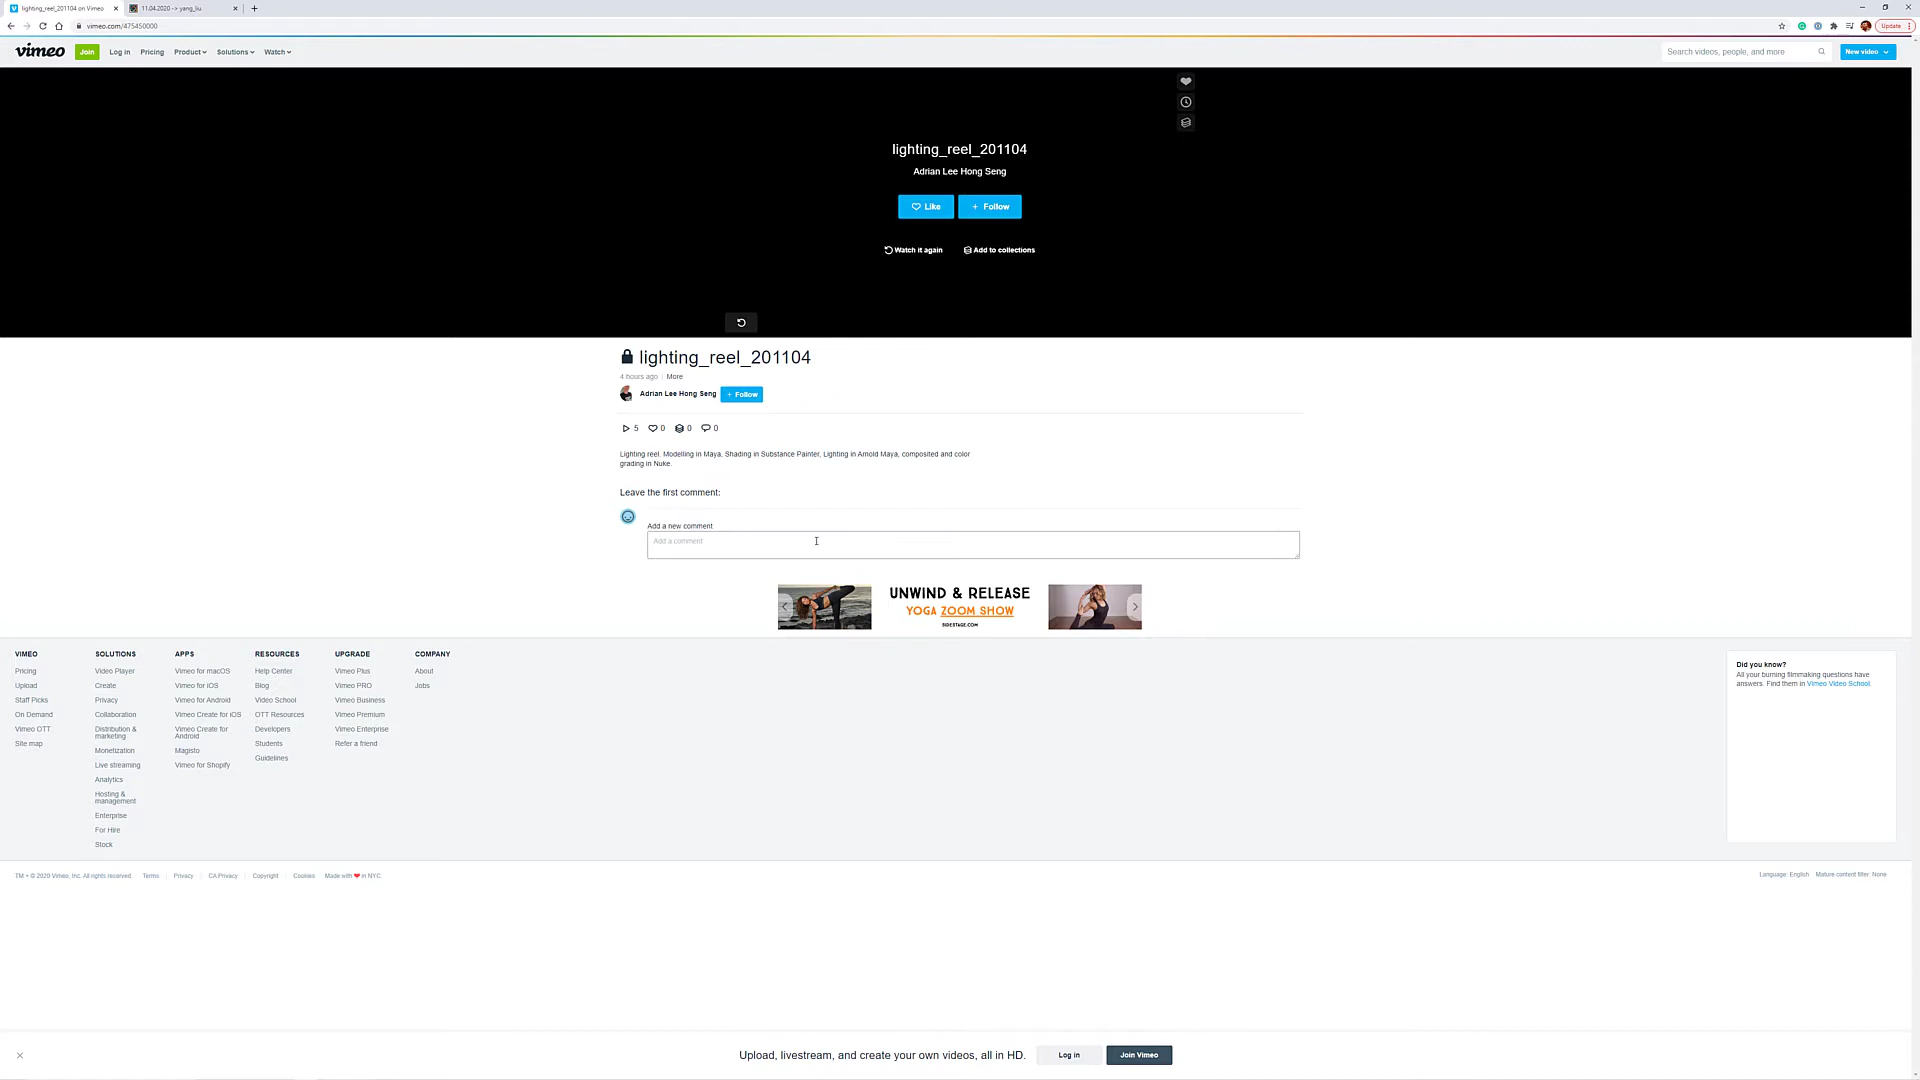 lighting_reel_201104 on Vimeo
11.04.2020 -> yang_liu
vimeo.com/475450000
Update
vimeo
Join
Log in
Pricing
Product
Solutions
Watch
Search videos, people, and more
New video
lighting_reel_201104
Adrian Lee Hong Seng
Like
+ Follow
Watch it again
Add to collections
lighting_reel_201104
4 hours ago
More
Adrian Lee Hong Seng
+ Follow
5
0
0
0
Lighting reel. Modelling in Maya, Shading in Substance Painter, Lighting in Arnold Maya, composited and color
grading in Nuke.
Leave the first comment:
Add a new comment
Add a comment
UNWIND & RELEASE
YOGA ZOOM SHOW
SIDESTAGE.COM
VIMEO
Pricing
Upload
Staff Picks
On Demand
Vimeo OTT
Site map
SOLUTIONS
Video Player
Create
Privacy
Collaboration
Distribution &
marketing
Monetization
Live streaming
Analytics
Hosting &
management
Enterprise
For Hire
Stock
APPS
Vimeo for macOS
Vimeo for iOS
Vimeo for Android
Vimeo Create for iOS
Vimeo Create for
Android
Magisto
Vimeo for Shopify
RESOURCES
Help Center
Blog
Video School
OTT Resources
Developers
Students
Guidelines
UPGRADE
Vimeo Plus
Vimeo PRO
Vimeo Business
Vimeo Premium
Vimeo Enterprise
Refer a friend
COMPANY
About
Jobs
Did you know?
All your burning filmmaking questions have
answers. Find them in Vimeo Video School.
TM + © 2020 Vimeo, Inc. All rights reserved.
Terms
Privacy
CA Privacy
Copyright
Cookies
Made with ❤ in NYC.
Language: English
Mature content filter: None
Upload, livestream, and create your own videos, all in HD.
Log in
Join Vimeo